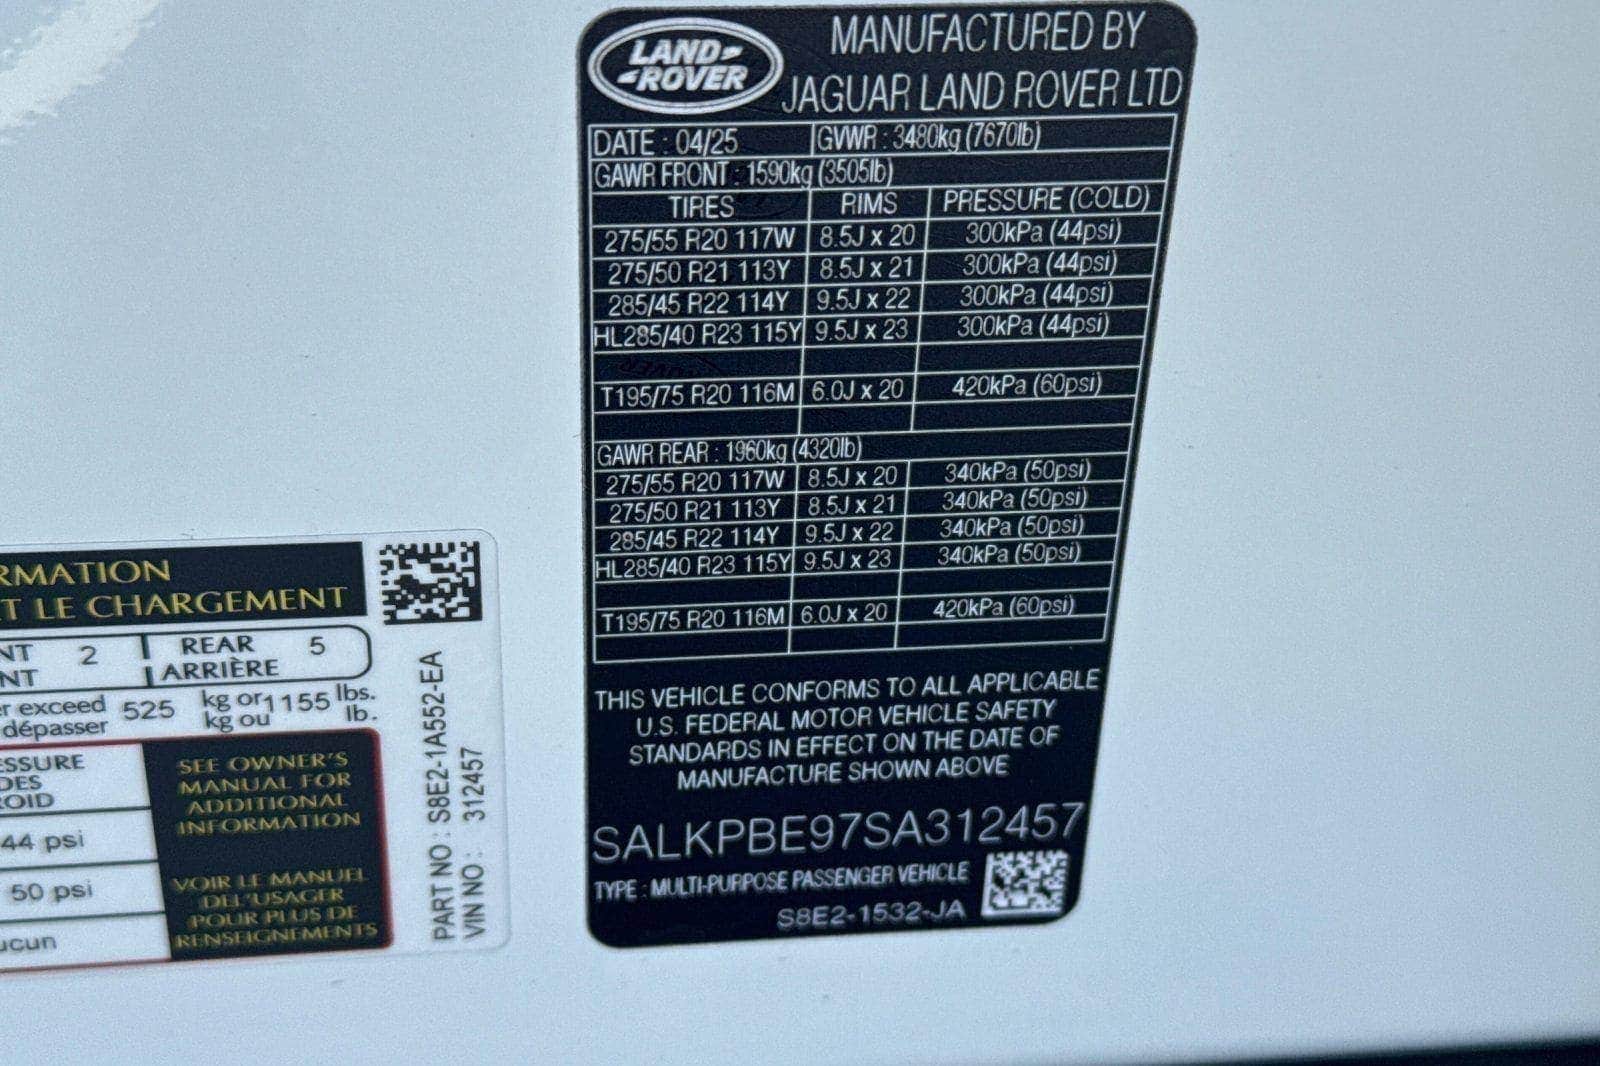 LAND-
-ROVER
MANUFACTURED BY
JAGUAR LAND ROVER LTD
DATE : 04/25 GVWR : 3480kg (7670lb)
GAWR FRONT : 1590kg (3505lb)
TIRES RIMS PRESSURE (COLD)
275/55 R20 117W 8.5J x 20 300kPa (44psi)
275/50 R21 113Y 8.5J x 21 300kPa (44psi)
285/45 R22 114Y 9.5J x 22 300kPa (44psi)
HL285/40 R23 115Y 9.5J x 23 300kPa (44psi)
T195/75 R20 116M 6.0J x 20 420kPa (60psi)
GAWR REAR : 1960kg (4320lb)
275/55 R20 117W 8.5J x 20 340kPa (50psi)
275/50 R21 113Y 8.5J x 21 340kPa (50psi)
285/45 R22 114Y 9.5J x 22 340kPa (50psi)
HL285/40 R23 115Y 9.5J x 23 340kPa (50psi)
T195/75 R20 116M 6.0J x 20 420kPa (60psi)
THIS VEHICLE CONFORMS TO ALL APPLICABLE
U.S. FEDERAL MOTOR VEHICLE SAFETY
STANDARDS IN EFFECT ON THE DATE OF
MANUFACTURE SHOWN ABOVE
SALKPBE97SA312457
TYPE : MULTI-PURPOSE PASSENGER VEHICLE
S8E2-1532-JA
RMATION
T LE CHARGEMENT
NT 2 REAR 5
NT ARRIÈRE
r exceed 525 kg or 1155 lbs.
dépasser kg ou lb.
ESSURE
DES
ROID
44 psi
50 psi
ucun
SEE OWNER'S
MANUAL FOR
ADDITIONAL
INFORMATION
VOIR LE MANUEL
DEL'USAGER
POUR PLUS DE
RENSEIGNEMENTS
PART NO : S8E2-1A552-EA
VIN NO : 312457